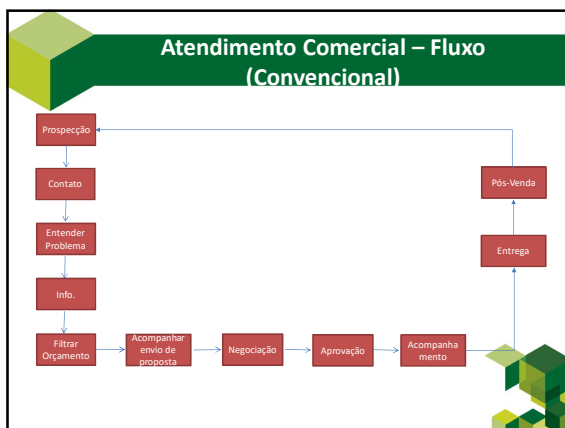 Atendimento Comercial – Fluxo
(Convencional)
Prospecção
Contato
Entender
Problema
Info.
Filtrar
Orçamento
Acompanhar
envio de
proposta
Negociação
Aprovação
Acompanha
mento
Entrega
Pós-Venda